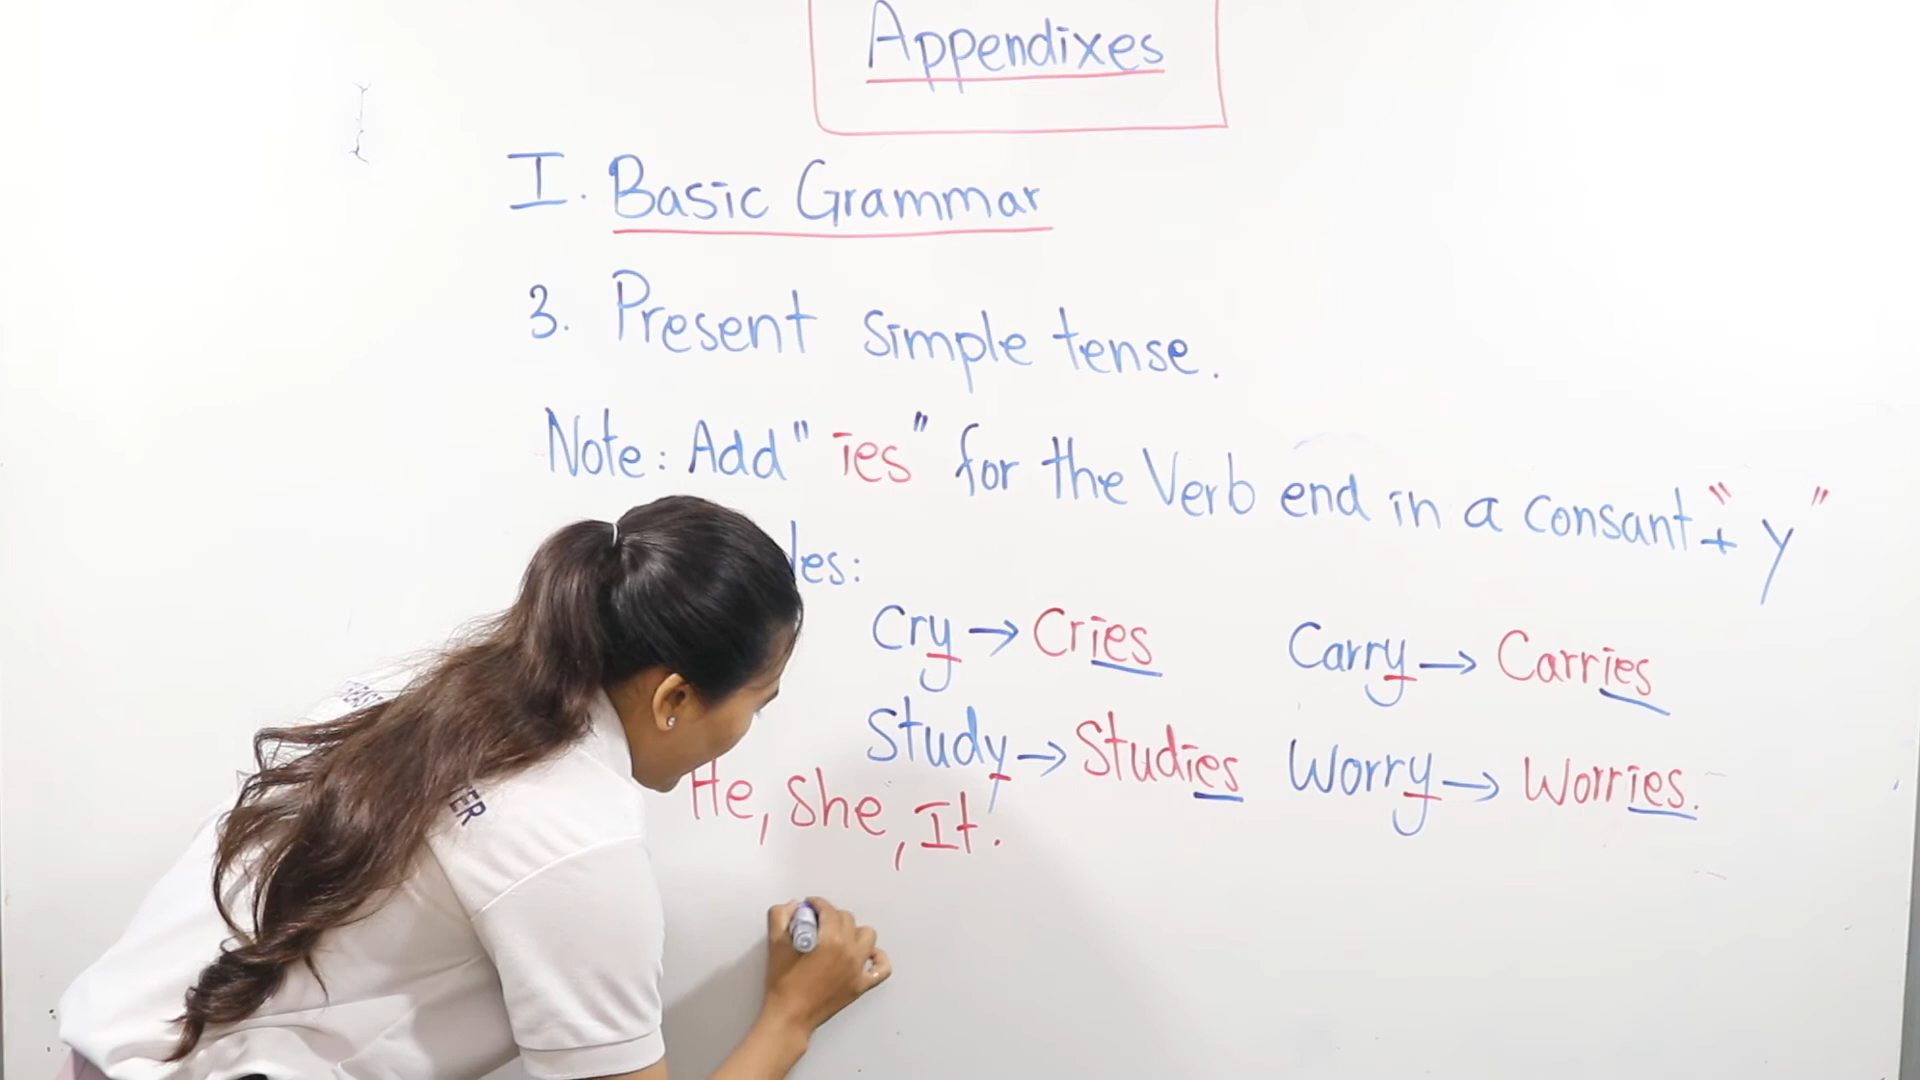 Appendixes
I. Basic Grammar
3. Present simple tense.
Note: Add "ies" for the Verb end in a consant "+ y"
Cry → Cries Carry → Carries
Study → Studies Worry → Worries.
He, She, It.